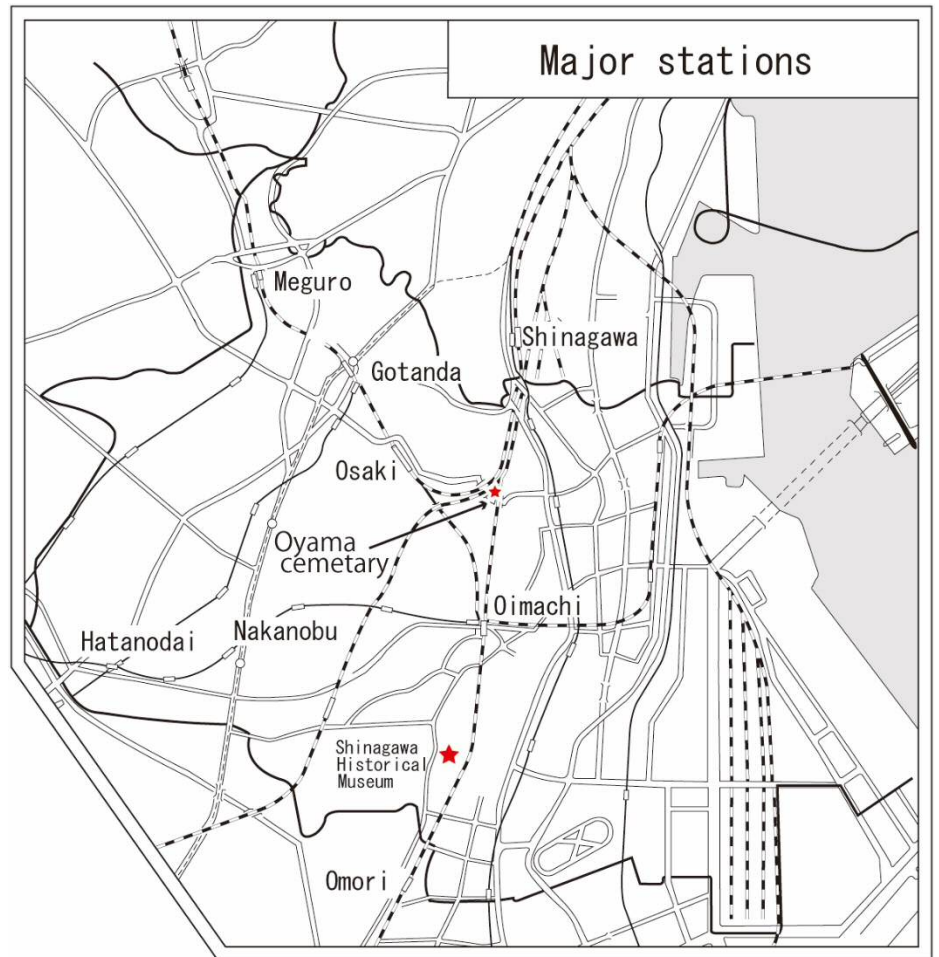 Major stations
Meguro
Shinagawa
Gotanda
Osaki
Oyama
cemetary
Oimachi
Nakanobu
Hatanodai
Shinagawa
Historical
Museum
Omori